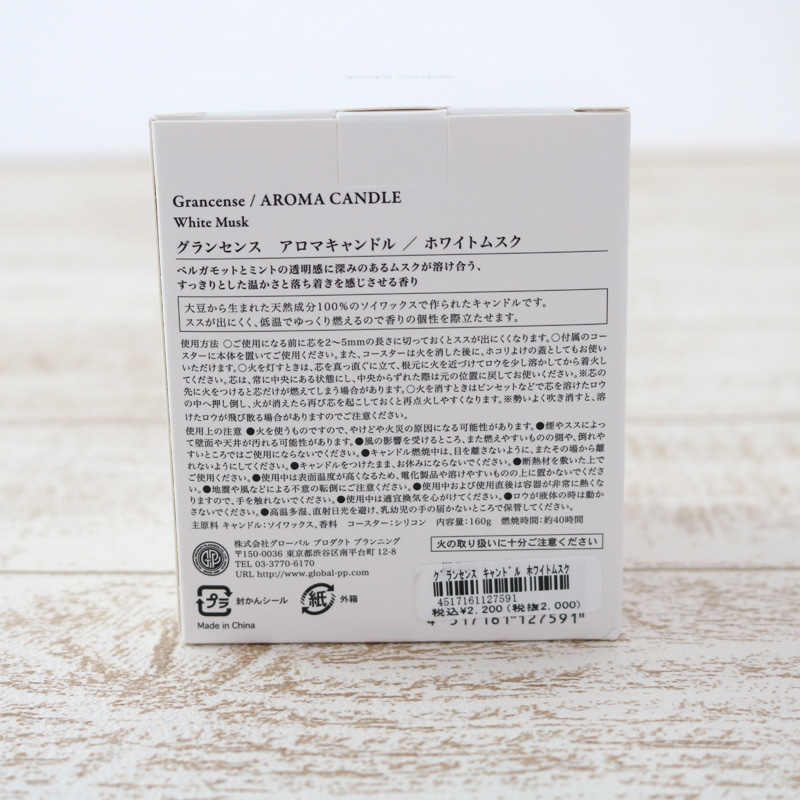 Grancense / AROMA CANDLE
White Musk
グランセンス アロマキャンドル ／ ホワイトムスク
ベルガモットとミントの透明感に深みのあるムスクが溶け合う、
すっきりとした温かさと落ち着きを感じさせる香り
大豆から生まれた天然成分100%のソイワックスで作られたキャンドルです。
ススが出にくく、低温でゆっくり燃えるので香りの個性を際立たせます。
使用方法 ○ご使用になる前に芯を2〜5mmの長さに切っておくとススが出にくくなります。○付属のコー
スターに本体を置いてご使用ください。また、コースターは火を消した後に、ホコリよけの蓋としてもお使い
いただけます。○火を灯すときは、芯を真っ直ぐに立て、根元に火を近づけてロウを少し溶かしてから着火し
てください。芯は、常に中央にある状態にし、中央からずれた際は元の位置に戻してお使いください。※芯の
先に火をつけると芯だけが燃えてしまう場合があります。○火を消すときはピンセットなどで芯を溶けたロウ
の中へ押し倒し、火が消えたら再び芯を起こしておくと再点火しやすくなります。※勢いよく吹き消すと、溶
けたロウが飛び散る場合がありますのでご注意ください。
使用上の注意 ●火を使うものですので、やけどや火災の原因になる可能性があります。●煙やススによっ
て壁面や天井が汚れる可能性があります。●風の影響を受けるところ、また燃えやすいものの側や、倒れや
すいところではご使用にならないでください。●キャンドル燃焼中は、目を離さないように、またその場から離
れないようにしてください。●キャンドルをつけたまま、お休みにならないでください。●断熱材を敷いた上で
ご使用ください。●使用中は表面温度が高くなるため、電化製品や溶けやすいものの上に置かないでくださ
い。●地震や風などによる不意の転倒にご注意ください。●使用中および使用直後は容器が非常に熱くな
りますので、手を触れないでください。●使用中は適宜換気を心がけてください。●ロウが液体の時は動か
さないでください。●高温多湿、直射日光を避け、乳幼児の手の届かないところで保管してください。
主原料 キャンドル：ソイワックス、香料 コースター：シリコン 内容量：160g 燃焼時間：約40時間
株式会社グローバル プロダクト プランニング
〒150-0036 東京都渋谷区南平台町 12-8
TEL 03-3770-6170
URL http://www.global-pp.com
火の取り扱いに十分ご注意ください
プラ 封かんシール
紙 外箱
Made in China
グランセンス キャンドル ホワイトムスク
4517161127591
税込¥2,200(税抜2,000)
4 517161 127591